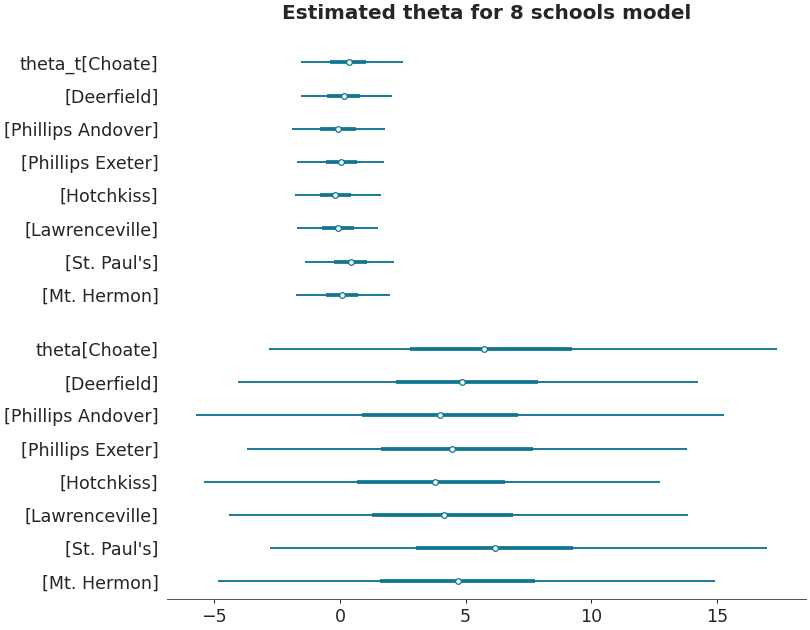 Estimated theta for 8 schools model
theta_t[Choate]
[Deerfield]
[Phillips Andover]
[Phillips Exeter]
[Hotchkiss]
[Lawrenceville]
[St. Paul's]
[Mt. Hermon]
theta[Choate]
[Deerfield]
[Phillips Andover]
[Phillips Exeter]
[Hotchkiss]
[Lawrenceville]
[St. Paul's]
[Mt. Hermon]
−5 0 5 10 15